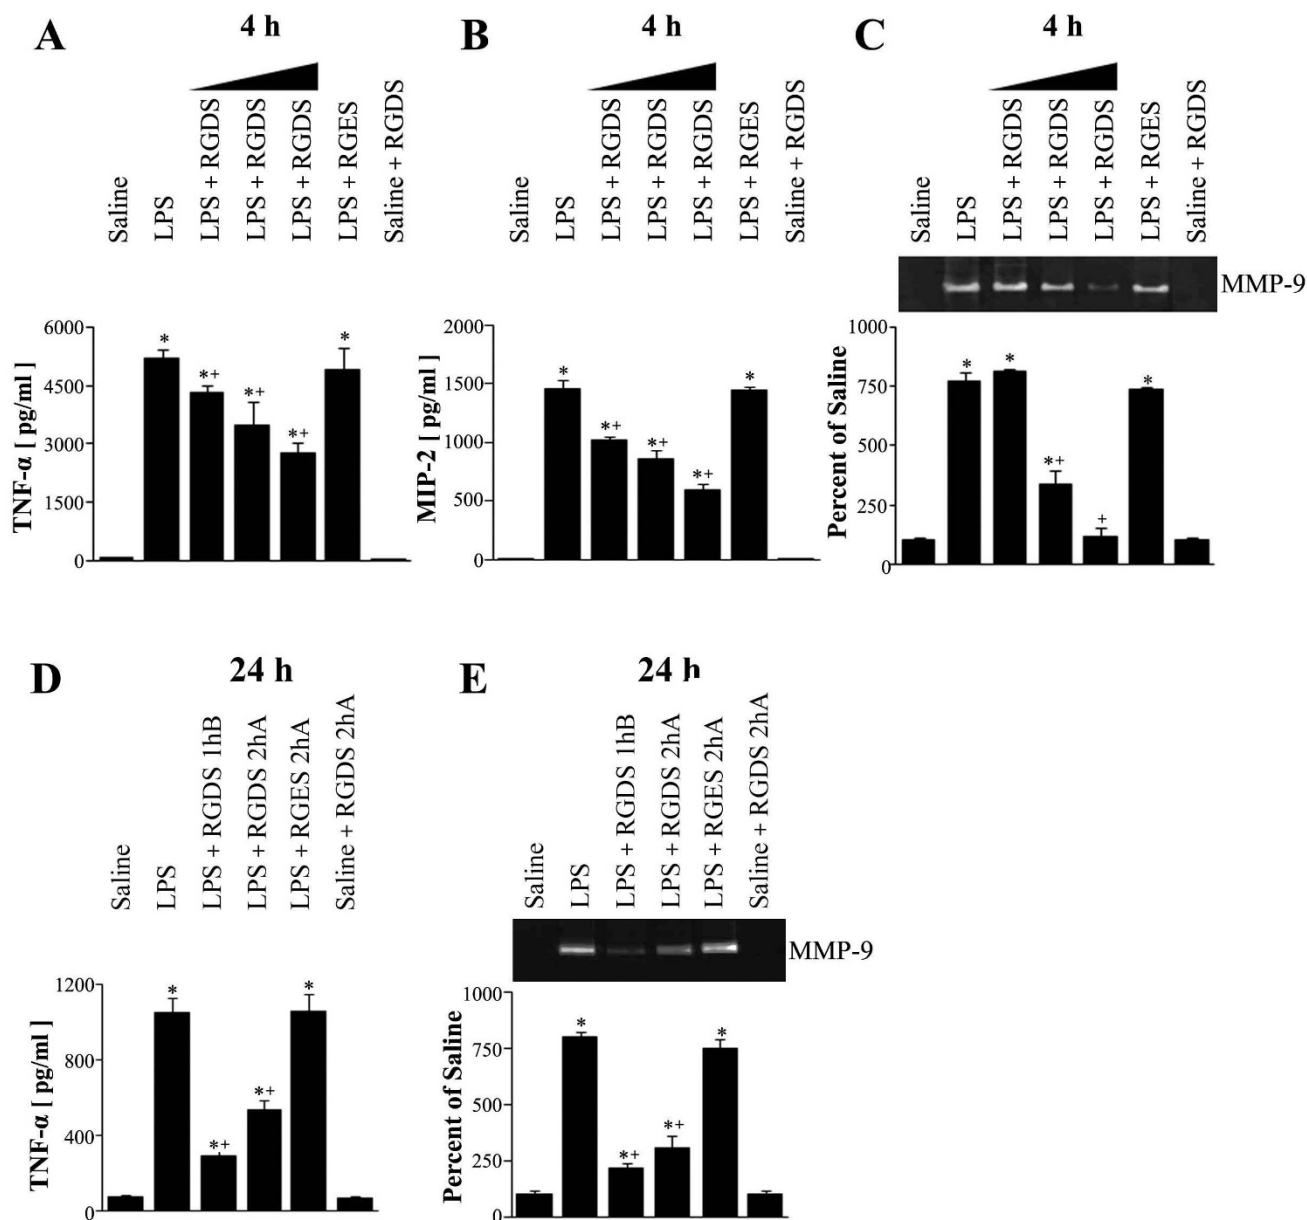 A
4 h
Saline
LPS
LPS + RGDS
LPS + RGDS
LPS + RGDS
LPS + RGES
Saline + RGDS
TNF-α [ pg/ml ]
6000
4500
3000
1500
0
*
*+
*+
*+
*
B
4 h
Saline
LPS
LPS + RGDS
LPS + RGDS
LPS + RGDS
LPS + RGES
Saline + RGDS
MIP-2 [ pg/ml ]
2000
1500
1000
500
0
*
*+
*+
*+
*
C
4 h
Saline
LPS
LPS + RGDS
LPS + RGDS
LPS + RGDS
LPS + RGES
Saline + RGDS
MMP-9
Percent of Saline
1000
750
500
250
0
*
*
*+
+
*
D
24 h
Saline
LPS
LPS + RGDS 1hB
LPS + RGDS 2hA
LPS + RGES 2hA
Saline + RGDS 2hA
TNF-α [ pg/ml ]
1200
800
400
0
*
*+
*+
*
E
24 h
Saline
LPS
LPS + RGDS 1hB
LPS + RGDS 2hA
LPS + RGES 2hA
Saline + RGDS 2hA
MMP-9
Percent of Saline
1000
750
500
250
0
*
*+
*+
*